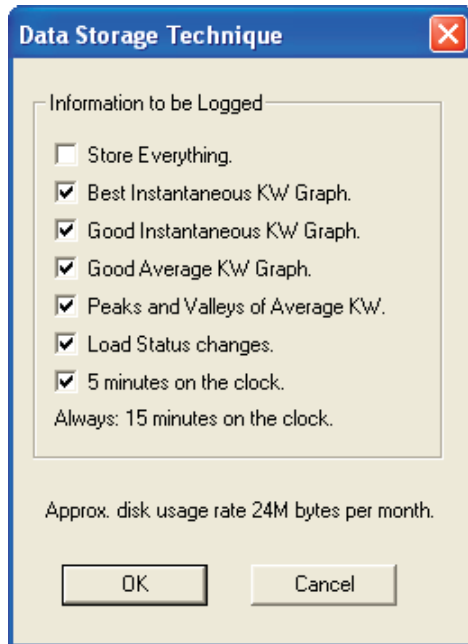 Data Storage Technique
Information to be Logged
Store Everything.
Best Instantaneous KW Graph.
Good Instantaneous KW Graph.
Good Average KW Graph.
Peaks and Valleys of Average KW.
Load Status changes.
5 minutes on the clock.
Always: 15 minutes on the clock.
Approx. disk usage rate 24M bytes per month.
OK
Cancel